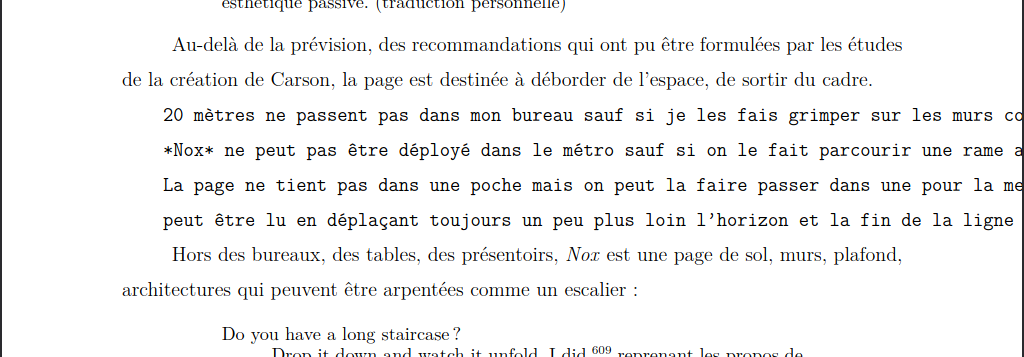 esthétique passive. (traduction personnelle)
Au-delà de la prévision, des recommandations qui ont pu être formulées par les études
de la création de Carson, la page est destinée à déborder de l'espace, de sortir du cadre.
20 mètres ne passent pas dans mon bureau sauf si je les fais grimper sur les murs co
*Nox* ne peut pas être déployé dans le métro sauf si on le fait parcourir une rame a
La page ne tient pas dans une poche mais on peut la faire passer dans une pour la me
peut être lu en déplaçant toujours un peu plus loin l'horizon et la fin de la ligne
Hors des bureaux, des tables, des présentoirs, Nox est une page de sol, murs, plafond,
architectures qui peuvent être arpentées comme un escalier :
Do you have a long staircase ?
Drop it down and watch it unfold. I did 609 reprenant les propos de